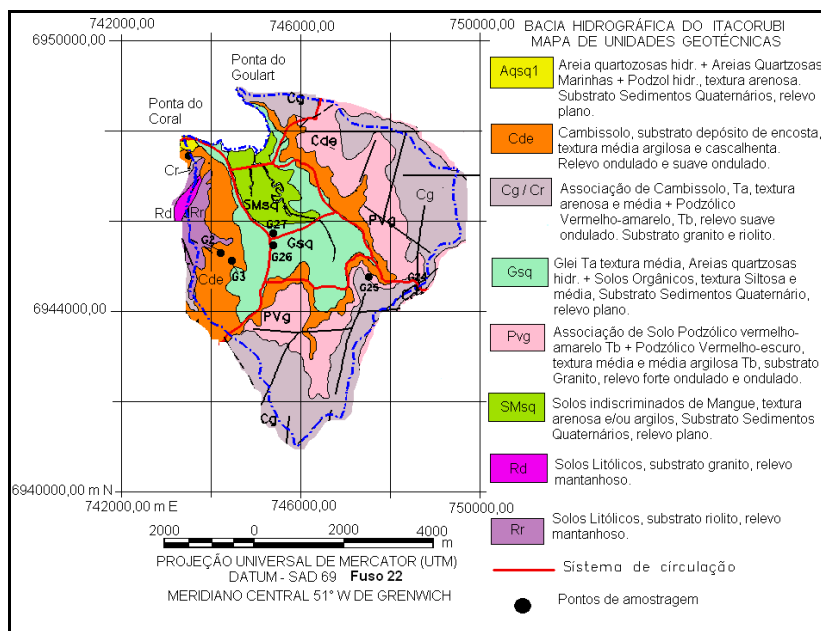 742000,00
746000,00
750000,00
6950000,00
6944000,00
6940000,00 m N
742000,00 m E
746000,00
750000,00
Ponta do
Goulart
Ponta do
Coral
Cg
Cde
Cr
SMsq
Cg
Rd
Rr
PVg
G27
Gsq
G2
G26
G3
Cde
G24
G25
PVg
Cg
2000
0
2000
4000
m
PROJEÇÃO UNIVERSAL DE MERCATOR (UTM)
DATUM - SAD 69 Fuso 22
MERIDIANO CENTRAL 51° W DE GRENWICH
BACIA HIDROGRÁFICA DO ITACORUBI
MAPA DE UNIDADES GEOTÉCNICAS
Aqsq1
Areia quartozosas hidr. + Areias Quartzosas
Marinhas + Podzol hidr., textura arenosa.
Substrato Sedimentos Quaternários, relevo
plano.
Cde
Cambissolo, substrato depósito de encosta,
textura média argilosa e cascalhenta.
Relevo ondulado e suave ondulado.
Cg / Cr
Associação de Cambissolo, Ta, textura
arenosa e média + Podzólico
Vermelho-amarelo, Tb, relevo suave
ondulado. Substrato granito e riolito.
Gsq
Glei Ta textura média, Areias quartzosas
hidr. + Solos Orgânicos, textura Siltosa e
média, Substrato Sedimentos Quaternário,
relevo plano.
Pvg
Associação de Solo Podzólico vermelho-
amarelo Tb + Podzólico Vermelho-escuro,
textura média e média argilosa Tb, substrato
Granito, relevo forte ondulado e ondulado.
SMsq
Solos indiscriminados de Mangue, textura
arenosa e/ou argilos, Substrato Sedimentos
Quaternários, relevo plano.
Rd
Solos Litólicos, substrato granito, relevo
mantanhoso.
Rr
Solos Litólicos, substrato riolito, relevo
mantanhoso.
Sistema de circulação
Pontos de amostragem